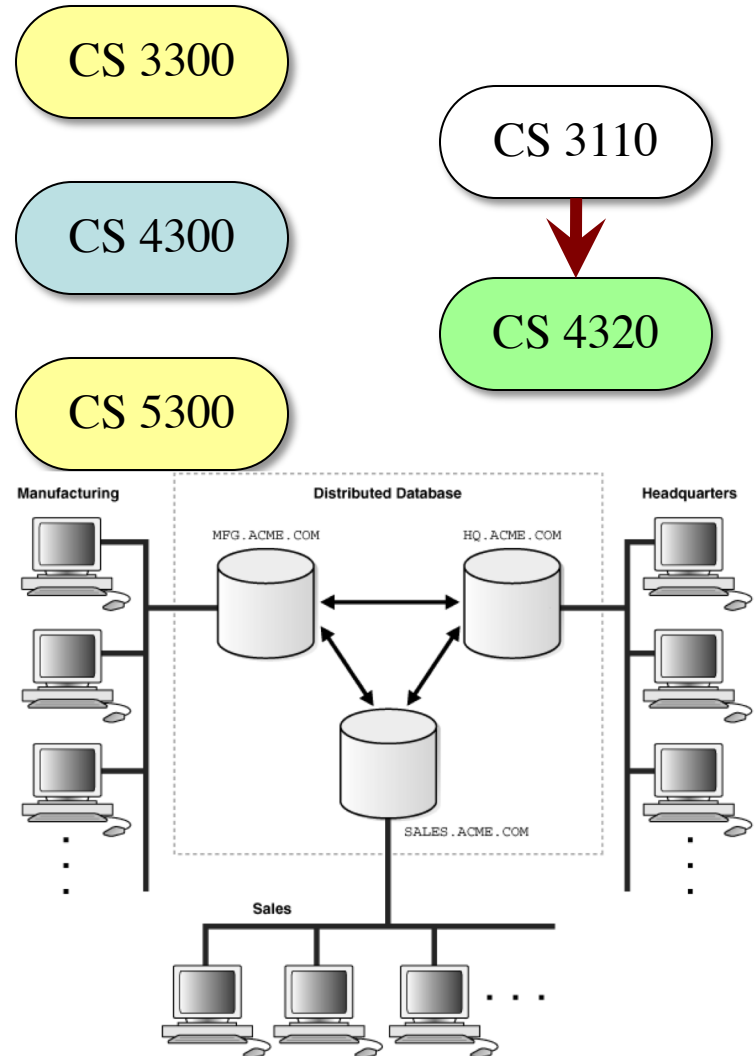 CS 3300
CS 3110
CS 4300
CS 4320
CS 5300
Manufacturing
Distributed Database
Headquarters
MFG.ACME.COM
HQ.ACME.COM
SALES.ACME.COM
Sales